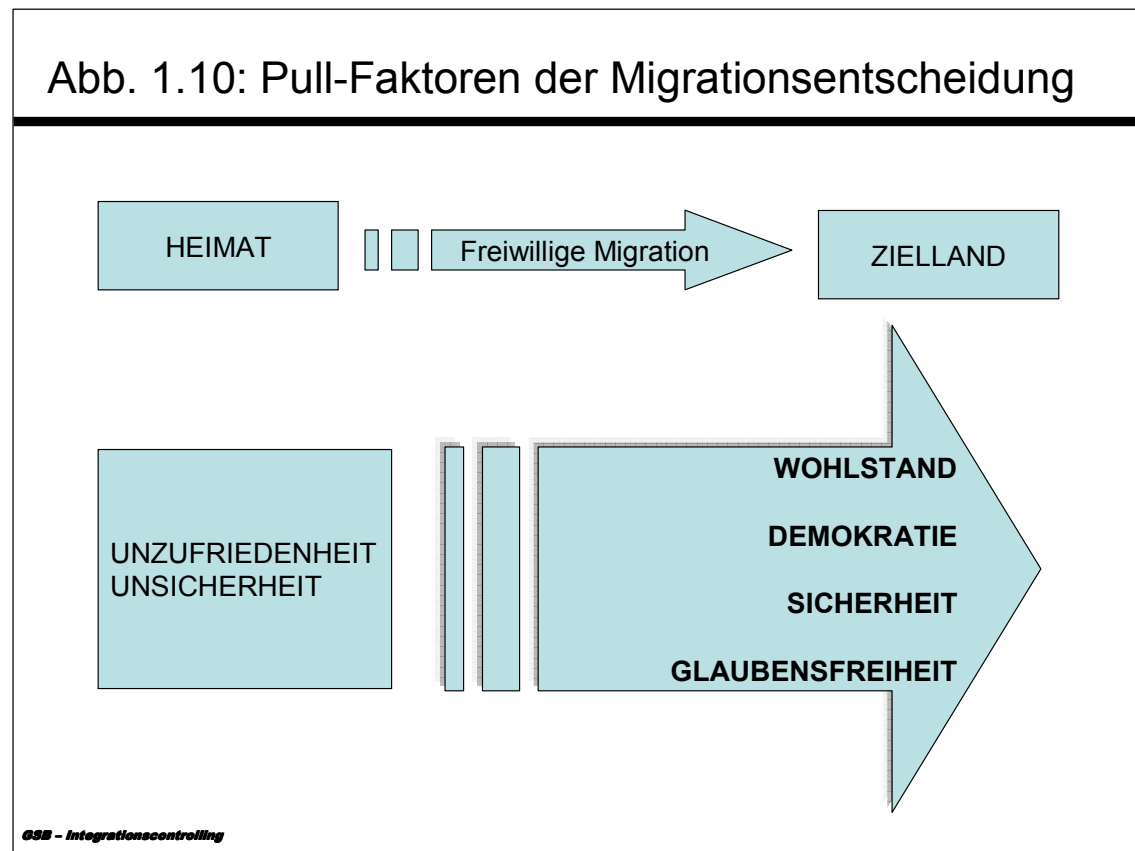 Abb. 1.10: Pull-Faktoren der Migrationsentscheidung
HEIMAT
Freiwillige Migration
ZIELLAND
UNZUFRIEDENHEIT
UNSICHERHEIT
WOHLSTAND
DEMOKRATIE
SICHERHEIT
GLAUBENSFREIHEIT
GSB – Integrationscontrolling